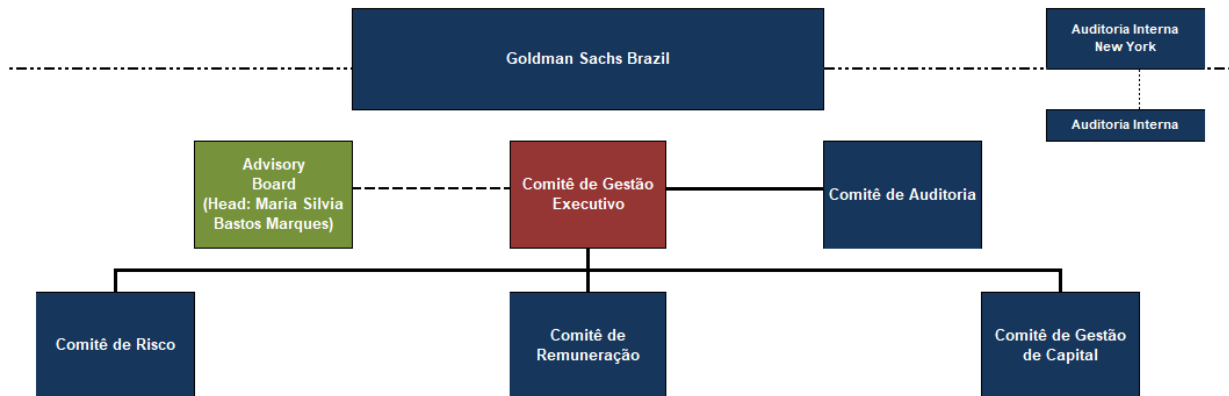 Goldman Sachs Brazil
Auditoria Interna
New York
Auditoria Interna
Advisory
Board
(Head: Maria Silvia
Bastos Marques)
Comitê de Gestão
Executivo
Comitê de Auditoria
Comitê de Risco
Comitê de
Remuneração
Comitê de Gestão
de Capital